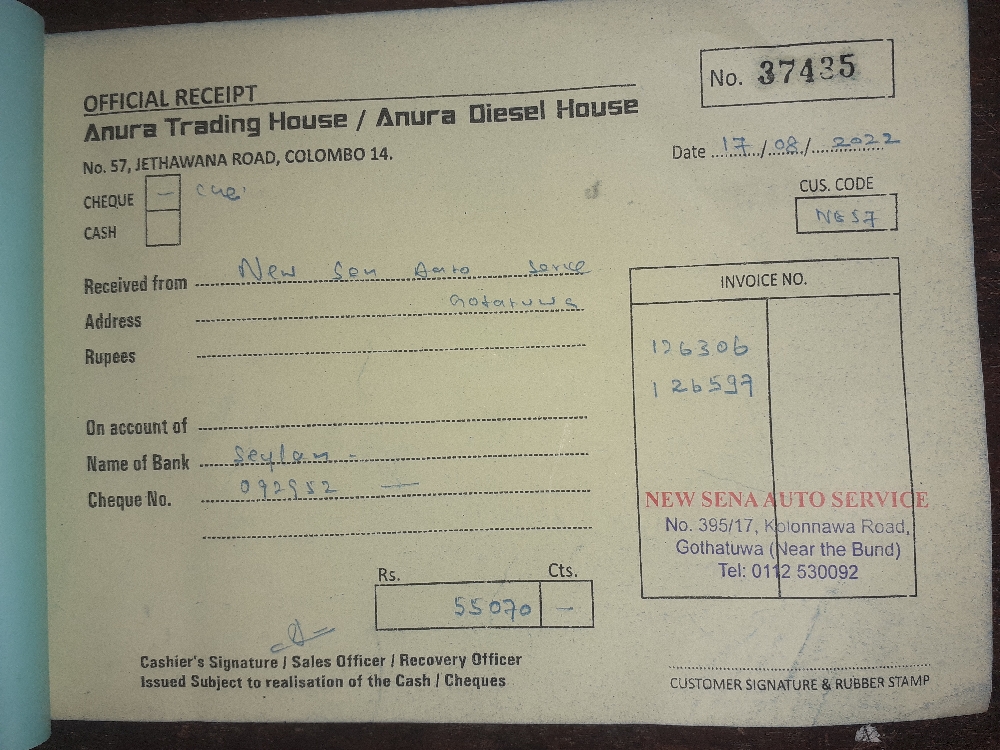 OFFICIAL RECEIPT
No. 37435
Anura Trading House / Anura Diesel House
No. 57, JETHAWANA ROAD, COLOMBO 14.
Date 17/08/2022
CHEQUE – che
CUS. CODE
CASH
NG57
Received from New Sen Auto Service
INVOICE NO.
Address Gotatuwa
Rupees
126306
126597
On account of
Name of Bank Seylan -
Cheque No. 092952 —
NEW SENA AUTO SERVICE
No. 395/17, Kolonnawa Road,
Gothatuwa (Near the Bund)
Tel: 0112 530092
Rs. Cts.
55070 –
Cashier's Signature / Sales Officer / Recovery Officer
Issued Subject to realisation of the Cash / Cheques
CUSTOMER SIGNATURE & RUBBER STAMP